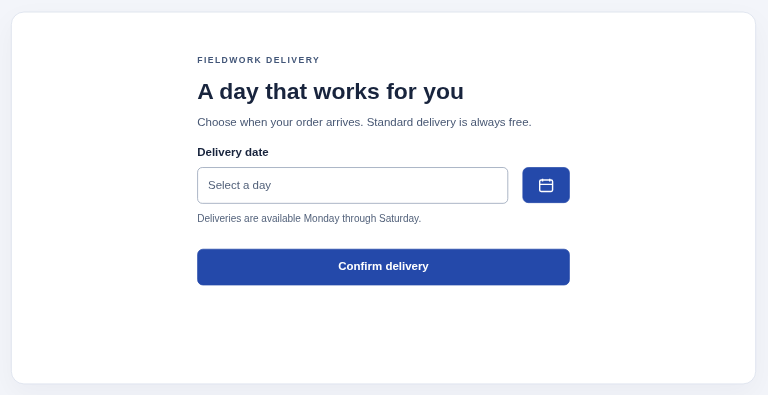 FIELDWORK DELIVERY
A day that works for you
Choose when your order arrives. Standard delivery is always free.
Delivery date
Select a day
Deliveries are available Monday through Saturday.
Confirm delivery